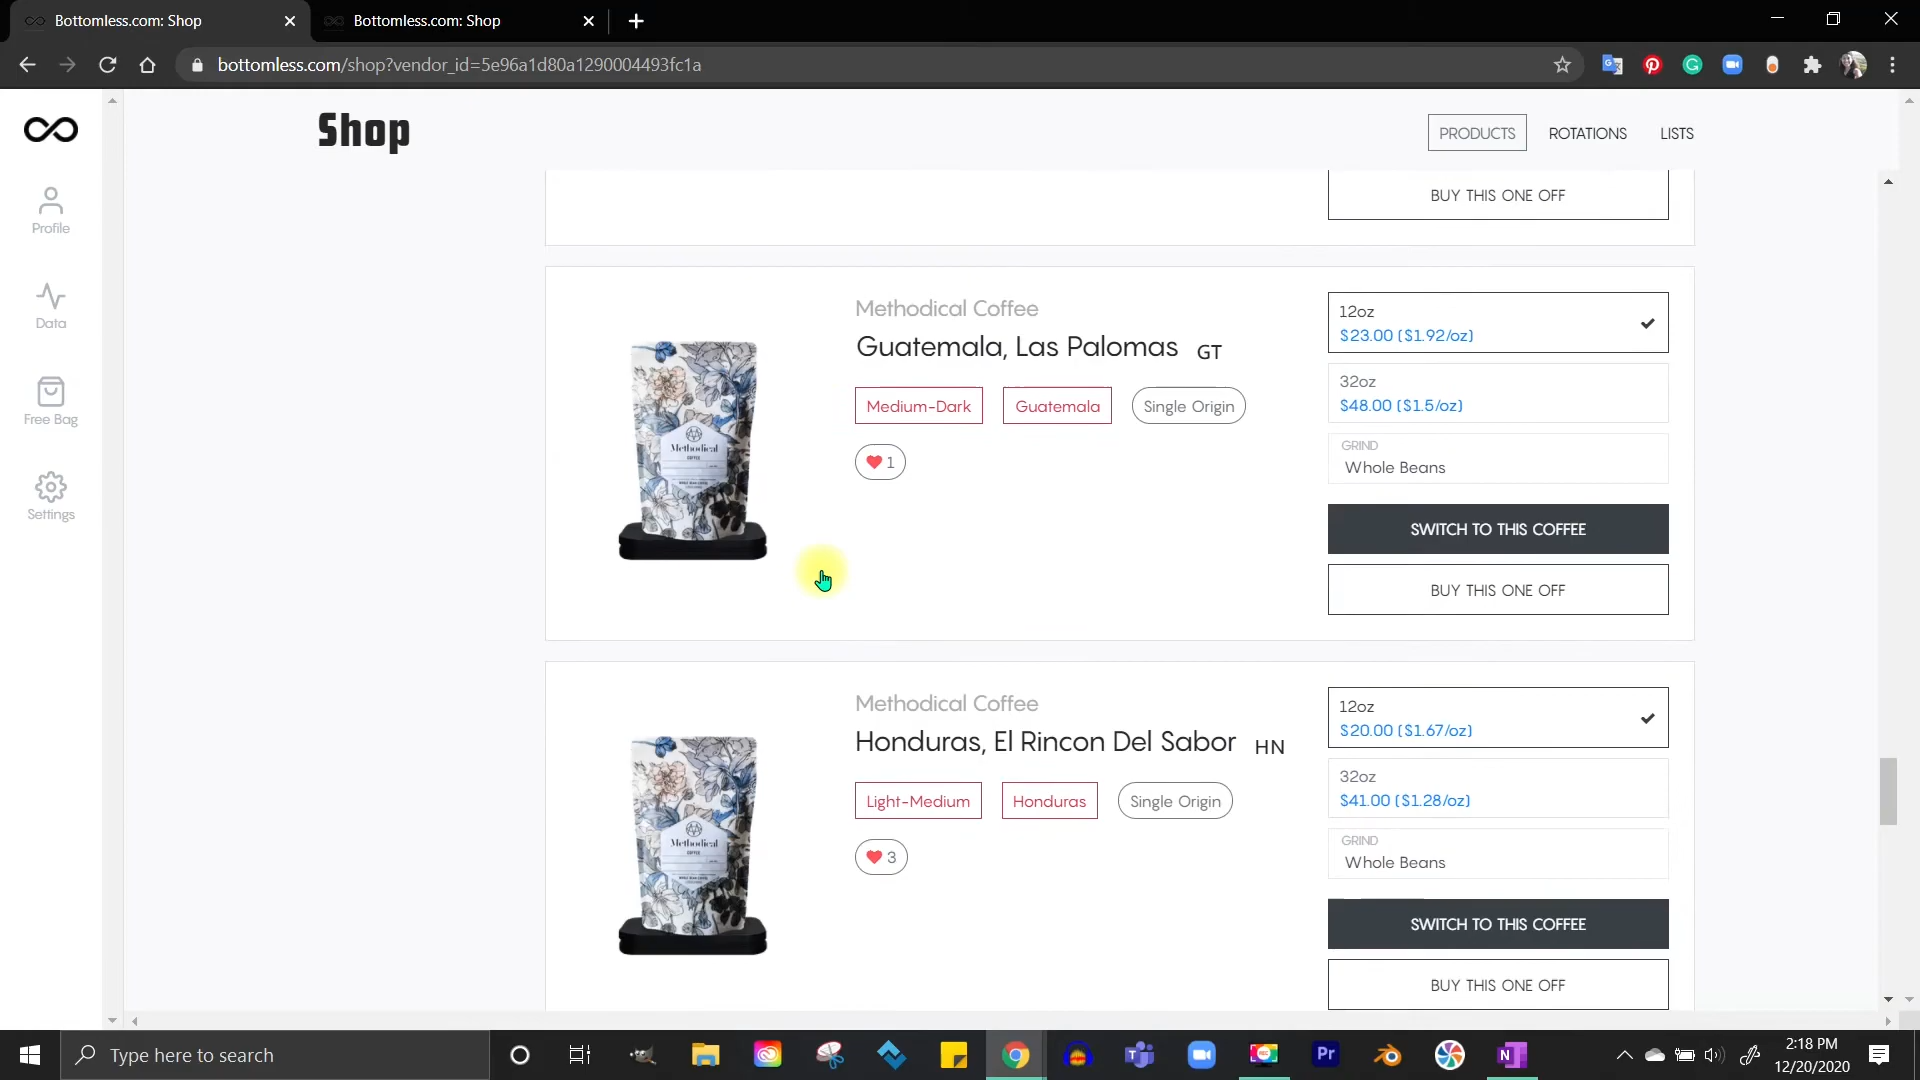 Bottomless.com: Shop
Bottomless.com: Shop
bottomless.com/shop?vendor_id=5e96a1d80a1290004493fc1a
Shop
PRODUCTS
ROTATIONS
LISTS
Profile
Data
Free Bag
Settings
BUY THIS ONE OFF
Methodical Coffee
Guatemala, Las Palomas GT
Medium-Dark
Guatemala
Single Origin
1
Methodical
COFFEE
12oz
$23.00 ($1.92/oz)
32oz
$48.00 ($1.5/oz)
GRIND
Whole Beans
SWITCH TO THIS COFFEE
BUY THIS ONE OFF
Methodical Coffee
Honduras, El Rincon Del Sabor HN
Light-Medium
Honduras
Single Origin
3
Methodical
COFFEE
12oz
$20.00 ($1.67/oz)
32oz
$41.00 ($1.28/oz)
GRIND
Whole Beans
SWITCH TO THIS COFFEE
BUY THIS ONE OFF
Type here to search
Pr
N
2:18 PM
12/20/2020